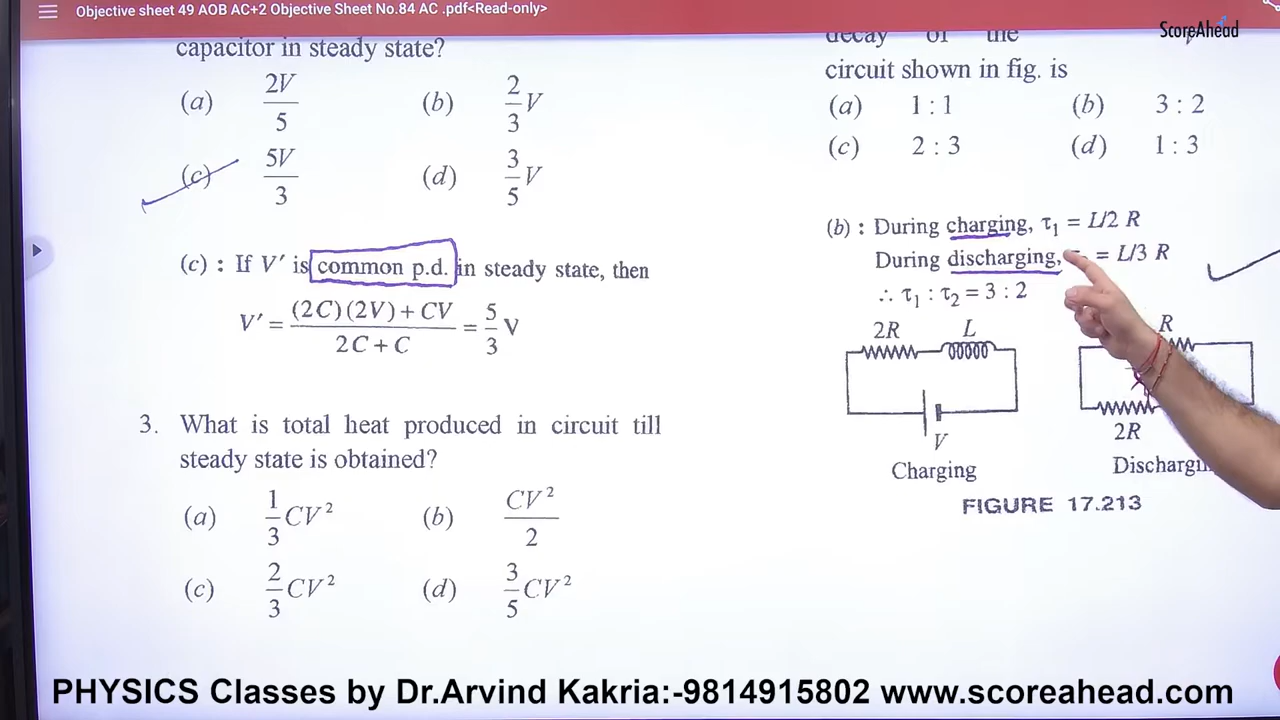 Objective sheet 49 AOB AC+2 Objective Sheet No.84 AC .pdf<Read-only>
ScoreAhead
capacitor in steady state?
(a) 2V/5 (b) 2/3 V
(c) 5V/3 (d) 3/5 V
(c) : If V′ is common p.d. in steady state, then
V′ = (2C)(2V) + CV / 2C + C = 5/3 V
3. What is total heat produced in circuit till
steady state is obtained?
(a) 1/3 CV² (b) CV²/2
(c) 2/3 CV² (d) 3/5 CV²
decay of the
circuit shown in fig. is
(a) 1 : 1 (b) 3 : 2
(c) 2 : 3 (d) 1 : 3
(b) : During charging, τ₁ = L/2 R
During discharging, = L/3 R
∴ τ₁ : τ₂ = 3 : 2
2R L
R
V
2R
Charging
FIGURE 17.213
PHYSICS Classes by Dr.Arvind Kakria:-9814915802 www.scoreahead.com